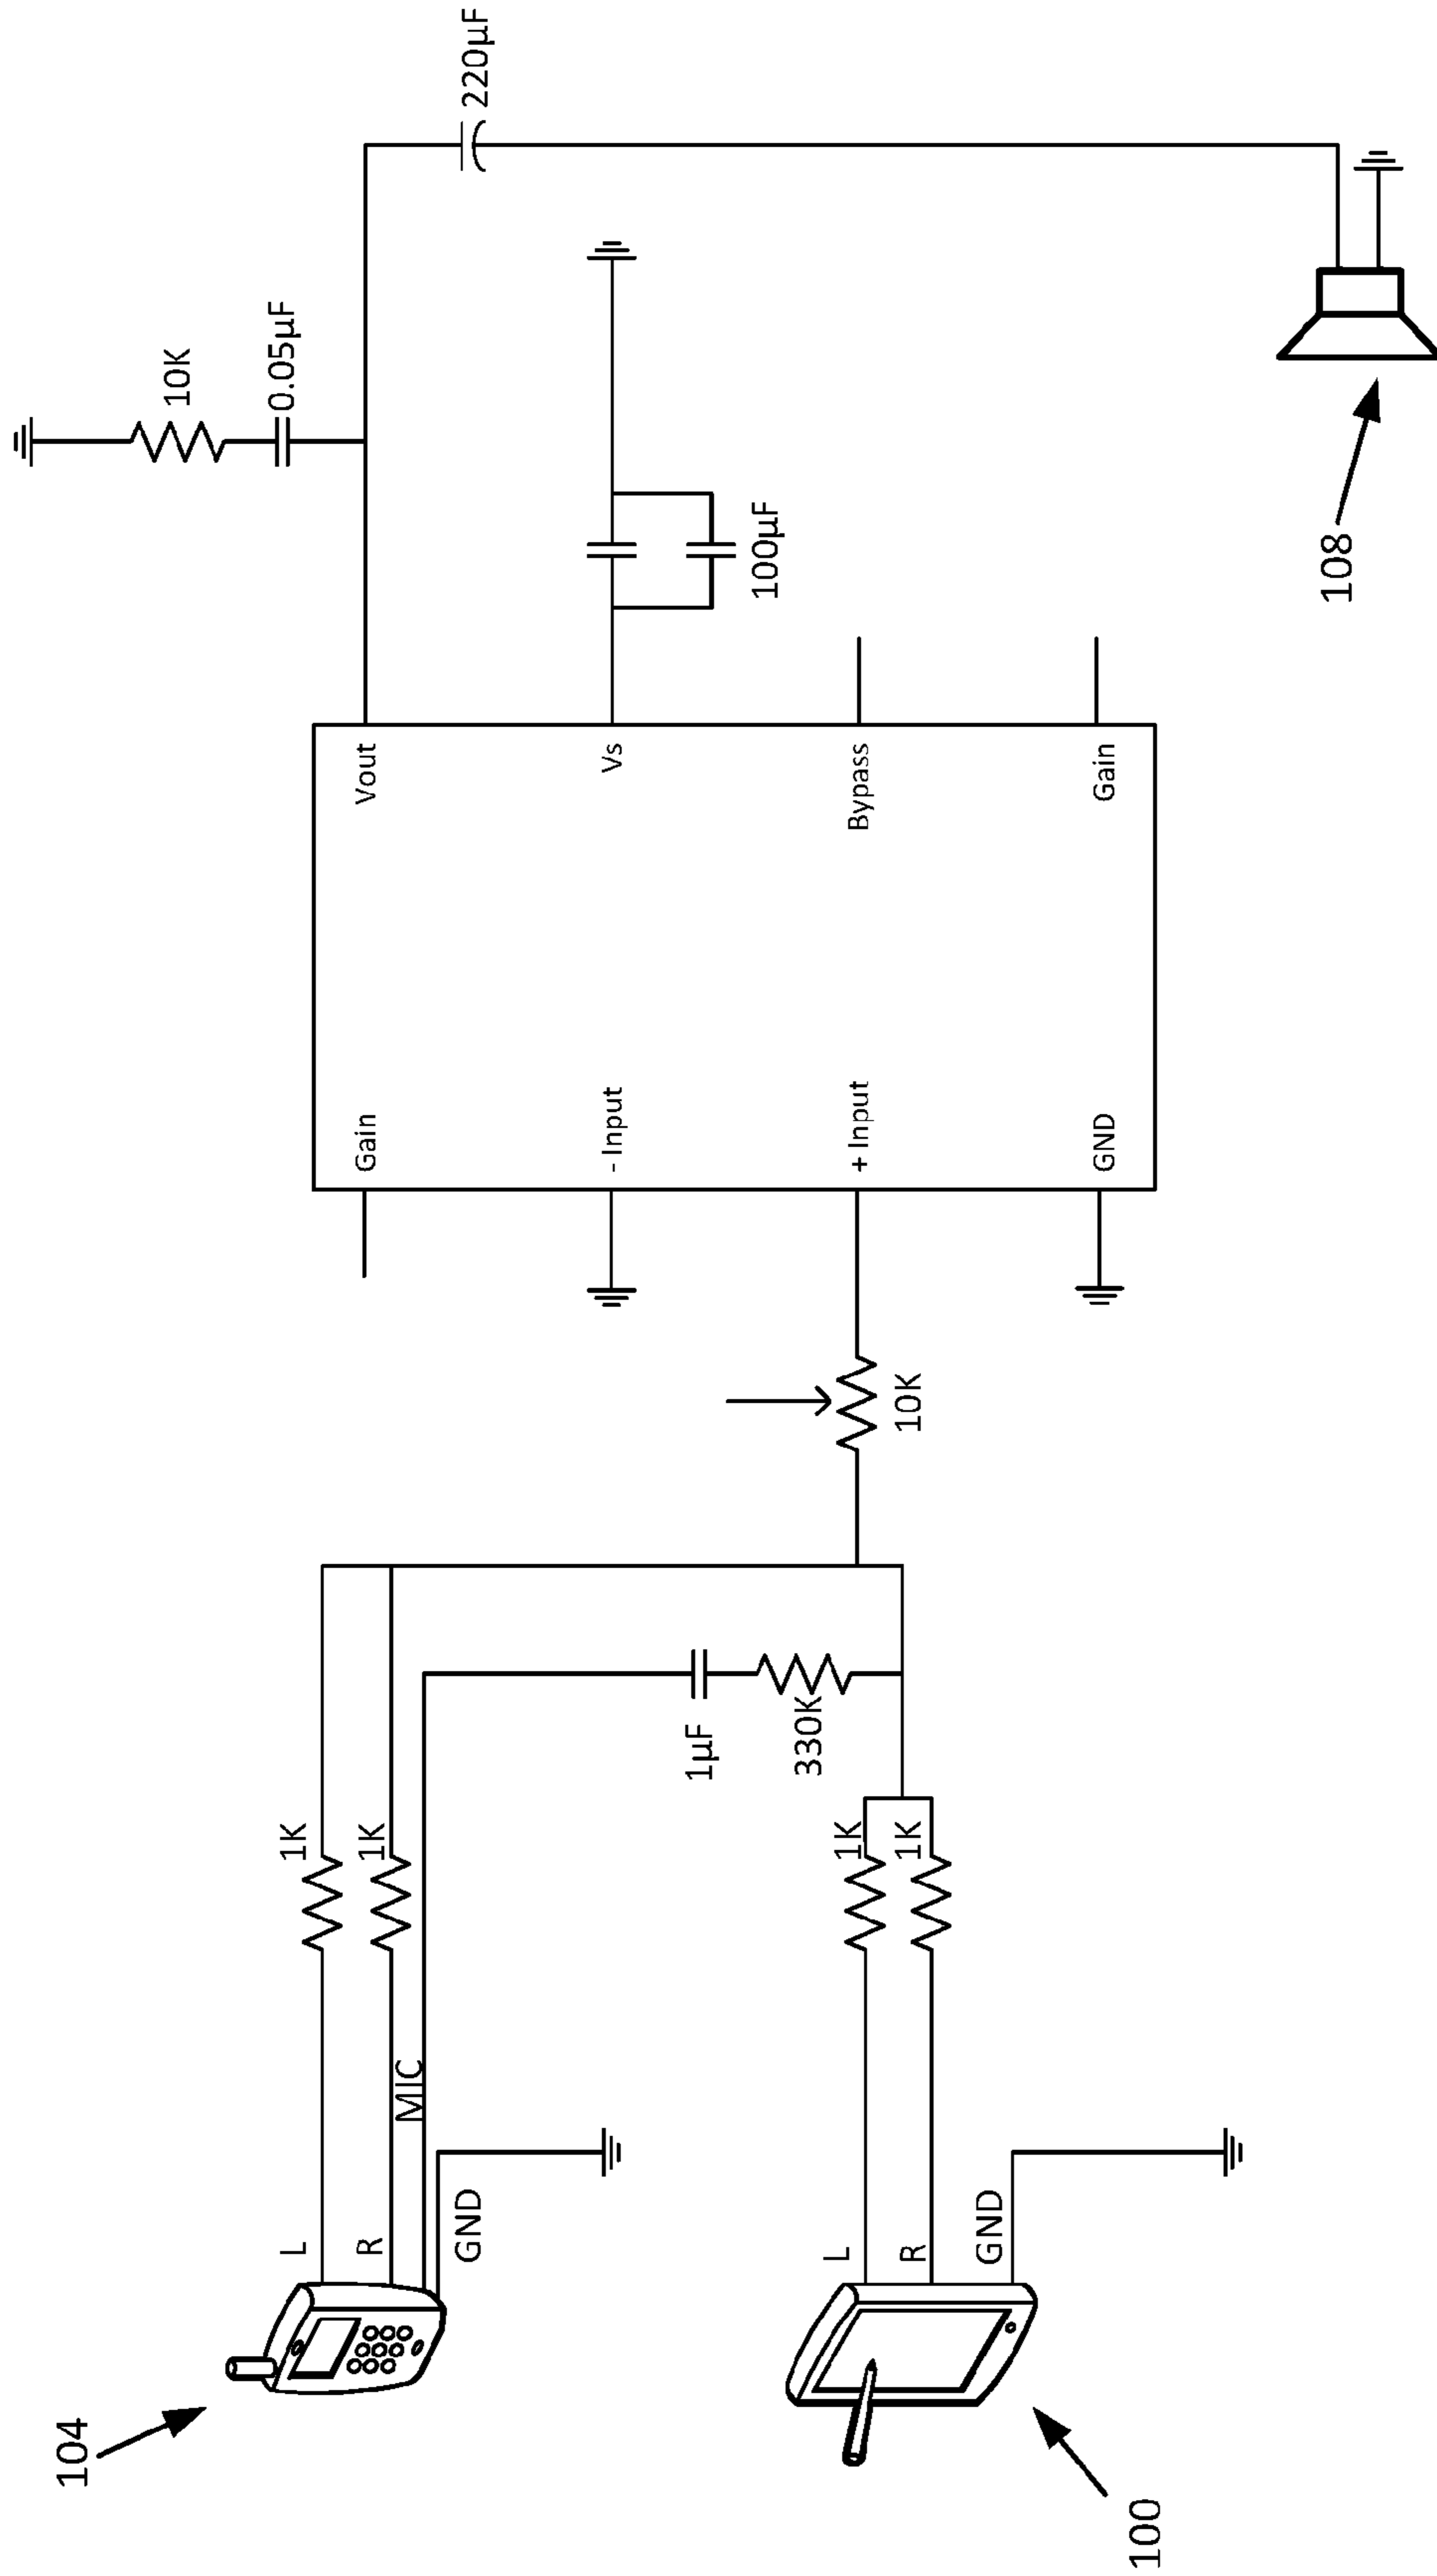 10K
0.05µF
220µF
104
L
1K
R
1K
MIC
GND
1µF
330K
Gain
- Input
+ Input
GND
Vout
Vs
Bypass
Gain
100µF
10K
L
1K
R
1K
GND
100
108